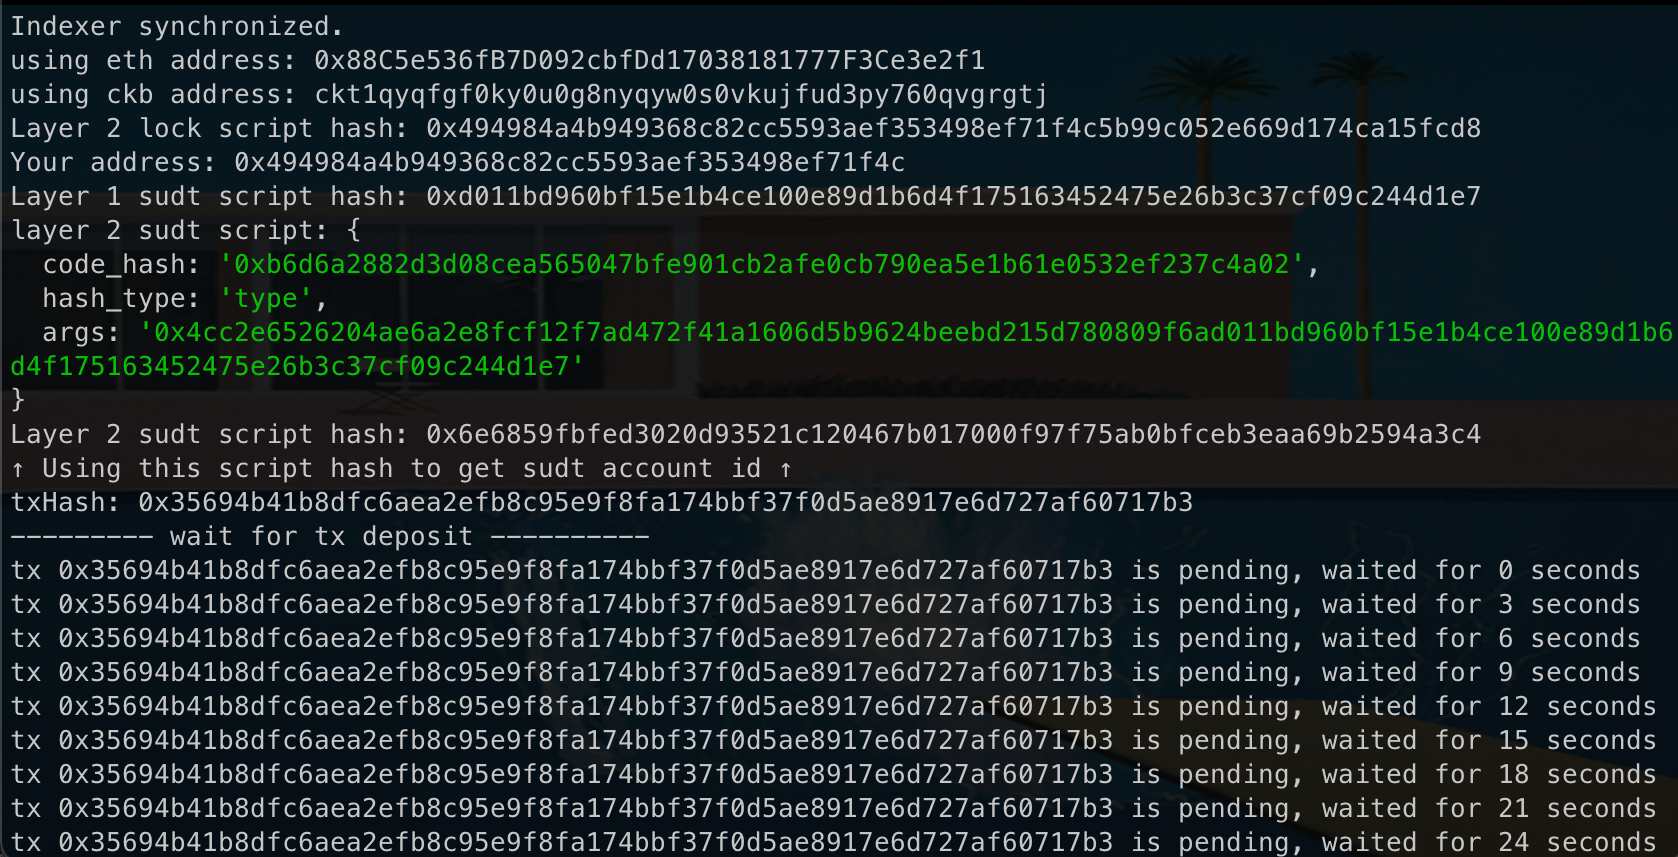 Indexer synchronized.
using eth address: 0x88C5e536fB7D092cbfDd17038181777F3Ce3e2f1
using ckb address: ckt1qyqfgf0ky0u0g8nyqyw0s0vkujfud3py760qvgrgtj
Layer 2 lock script hash: 0x494984a4b949368c82cc5593aef353498ef71f4c5b99c052e669d174ca15fcd8
Your address: 0x494984a4b949368c82cc5593aef353498ef71f4c
Layer 1 sudt script hash: 0xd011bd960bf15e1b4ce100e89d1b6d4f175163452475e26b3c37cf09c244d1e7
layer 2 sudt script: {
  code_hash: '0xb6d6a2882d3d08cea565047bfe901cb2afe0cb790ea5e1b61e0532ef237c4a02',
  hash_type: 'type',
  args: '0x4cc2e6526204ae6a2e8fcf12f7ad472f41a1606d5b9624beebd215d780809f6ad011bd960bf15e1b4ce100e89d1b6
d4f175163452475e26b3c37cf09c244d1e7'
}
Layer 2 sudt script hash: 0x6e6859fbfed3020d93521c120467b017000f97f75ab0bfceb3eaa69b2594a3c4
↑ Using this script hash to get sudt account id ↑
txHash: 0x35694b41b8dfc6aea2efb8c95e9f8fa174bbf37f0d5ae8917e6d727af60717b3
--------- wait for tx deposit ----------
tx 0x35694b41b8dfc6aea2efb8c95e9f8fa174bbf37f0d5ae8917e6d727af60717b3 is pending, waited for 0 seconds
tx 0x35694b41b8dfc6aea2efb8c95e9f8fa174bbf37f0d5ae8917e6d727af60717b3 is pending, waited for 3 seconds
tx 0x35694b41b8dfc6aea2efb8c95e9f8fa174bbf37f0d5ae8917e6d727af60717b3 is pending, waited for 6 seconds
tx 0x35694b41b8dfc6aea2efb8c95e9f8fa174bbf37f0d5ae8917e6d727af60717b3 is pending, waited for 9 seconds
tx 0x35694b41b8dfc6aea2efb8c95e9f8fa174bbf37f0d5ae8917e6d727af60717b3 is pending, waited for 12 seconds
tx 0x35694b41b8dfc6aea2efb8c95e9f8fa174bbf37f0d5ae8917e6d727af60717b3 is pending, waited for 15 seconds
tx 0x35694b41b8dfc6aea2efb8c95e9f8fa174bbf37f0d5ae8917e6d727af60717b3 is pending, waited for 18 seconds
tx 0x35694b41b8dfc6aea2efb8c95e9f8fa174bbf37f0d5ae8917e6d727af60717b3 is pending, waited for 21 seconds
tx 0x35694b41b8dfc6aea2efb8c95e9f8fa174bbf37f0d5ae8917e6d727af60717b3 is pending, waited for 24 seconds